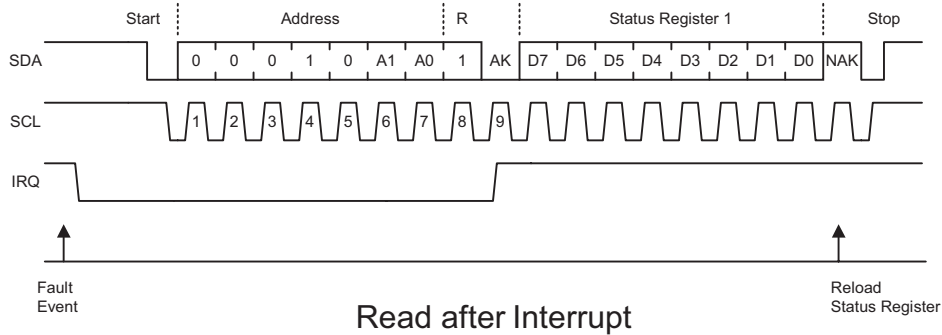 Start Address R Status Register 1 Stop
SDA 0 0 0 1 0 A1 A0 1 AK D7 D6 D5 D4 D3 D2 D1 D0 NAK
SCL 1 2 3 4 5 6 7 8 9
IRQ
Fault
Event
Reload
Status Register
Read after Interrupt